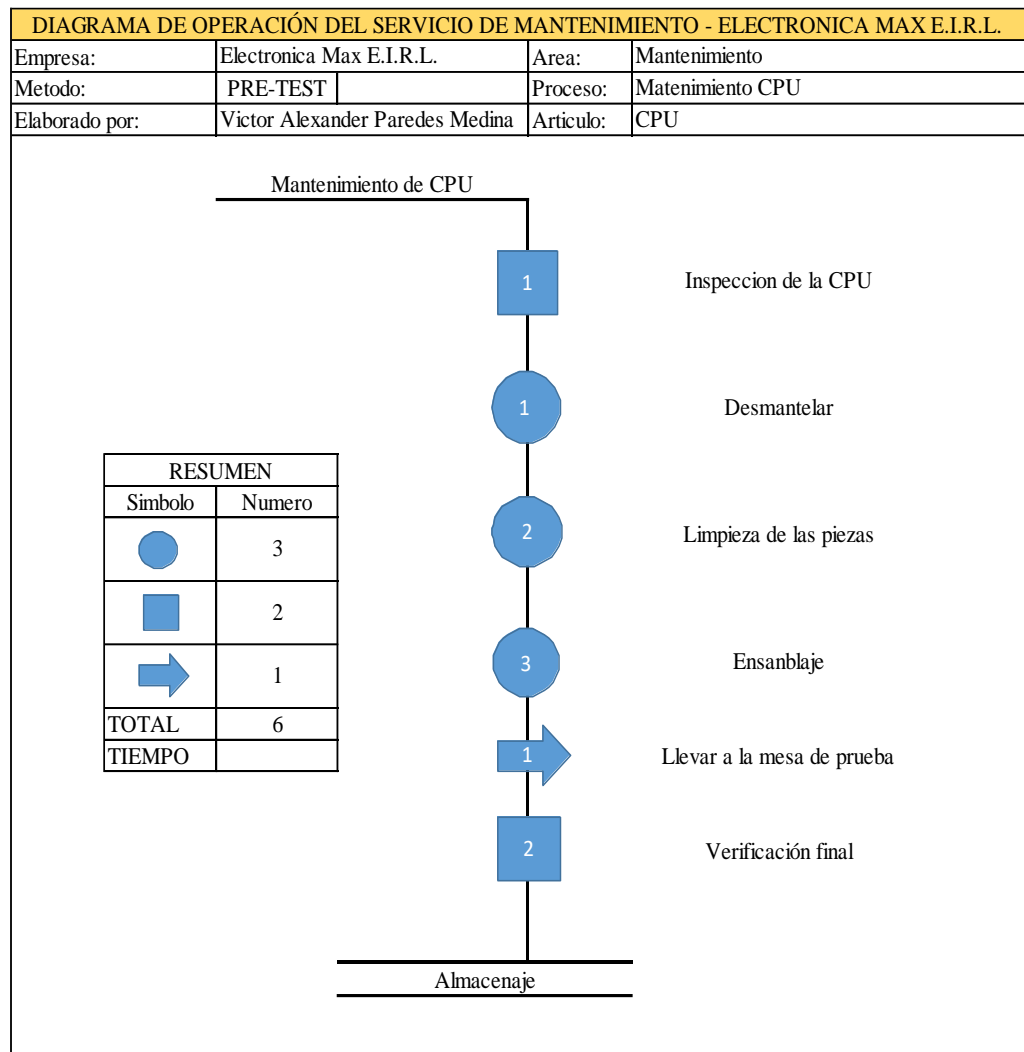 DIAGRAMA DE OPERACIÓN DEL SERVICIO DE MANTENIMIENTO - ELECTRONICA MAX E.I.R.L.
Empresa: Electronica Max E.I.R.L. Area: Mantenimiento
Metodo: PRE-TEST Proceso: Matenimiento CPU
Elaborado por: Victor Alexander Paredes Medina Articulo: CPU
Mantenimiento de CPU
1 Inspeccion de la CPU
1 Desmantelar
2 Limpieza de las piezas
3 Ensanblaje
1 Llevar a la mesa de prueba
2 Verificación final
Almacenaje
RESUMEN
Simbolo Numero
3
2
1
TOTAL 6
TIEMPO